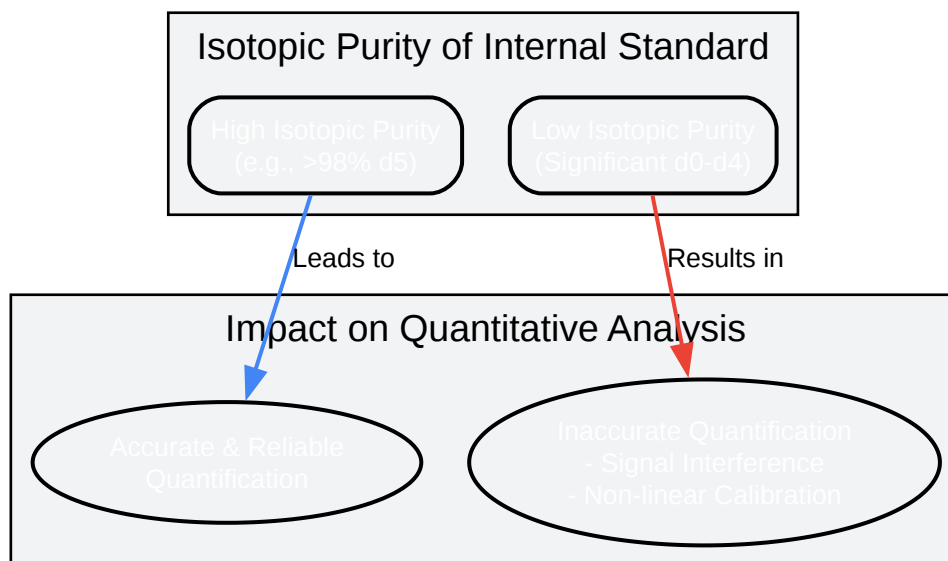 Isotopic Purity of Internal Standard
High Isotopic Purity
(e.g., >98% d5)
Low Isotopic Purity
(Significant d0-d4)
Leads to
Results in
Impact on Quantitative Analysis
Accurate & Reliable
Quantification
Inaccurate Quantification
- Signal Interference
- Non-linear Calibration